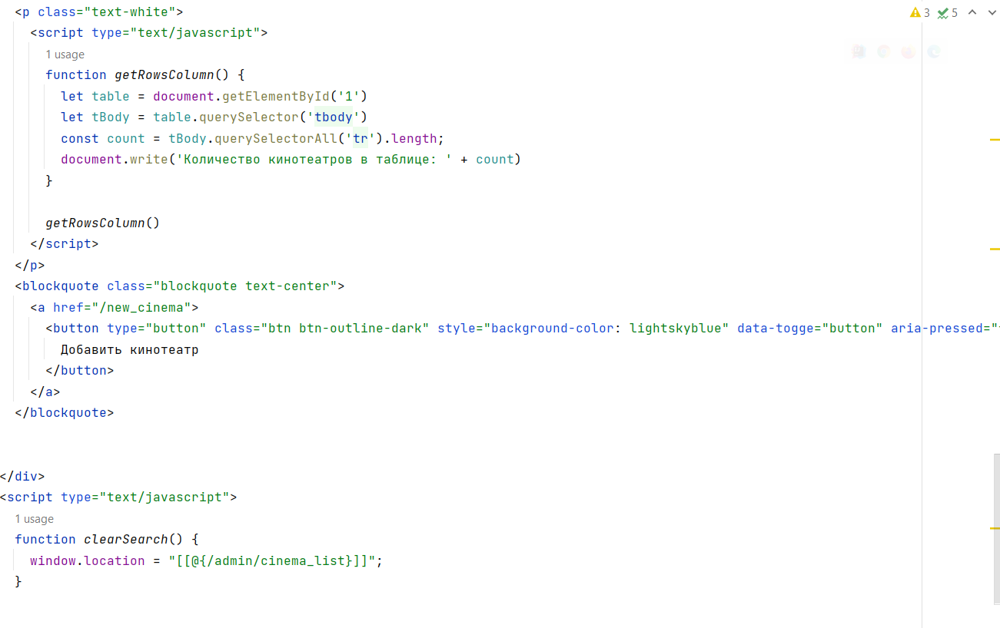 3 5
<p class="text-white">
<script type="text/javascript">
1 usage
function getRowsColumn() {
let table = document.getElementById('1')
let tBody = table.querySelector('tbody')
const count = tBody.querySelectorAll('tr').length;
document.write('Количество кинотеатров в таблице: ' + count)
}
getRowsColumn()
</script>
</p>
<blockquote class="blockquote text-center">
<a href="/new_cinema">
<button type="button" class="btn btn-outline-dark" style="background-color: lightskyblue" data-togge="button" aria-pressed="
Добавить кинотеатр
</button>
</a>
</blockquote>
</div>
<script type="text/javascript">
1 usage
function clearSearch() {
window.location = "[[@{/admin/cinema_list}]]";
}